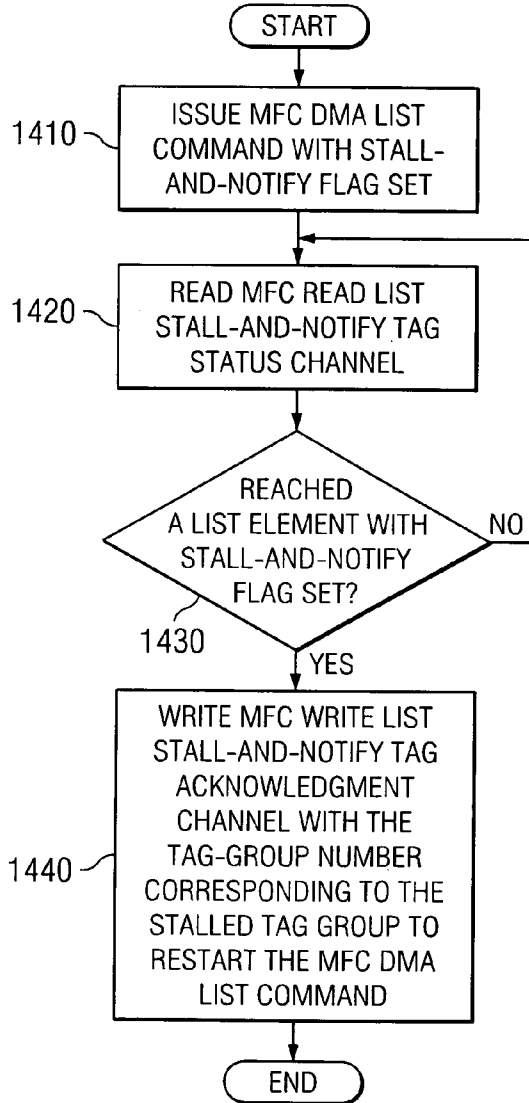 START
1410
ISSUE MFC DMA LIST
COMMAND WITH STALL-
AND-NOTIFY FLAG SET
1420
READ MFC READ LIST
STALL-AND-NOTIFY TAG
STATUS CHANNEL
REACHED
A LIST ELEMENT WITH
STALL-AND-NOTIFY
FLAG SET?
NO
1430
YES
1440
WRITE MFC WRITE LIST
STALL-AND-NOTIFY TAG
ACKNOWLEDGMENT
CHANNEL WITH THE
TAG-GROUP NUMBER
CORRESPONDING TO THE
STALLED TAG GROUP TO
RESTART THE MFC DMA
LIST COMMAND
END